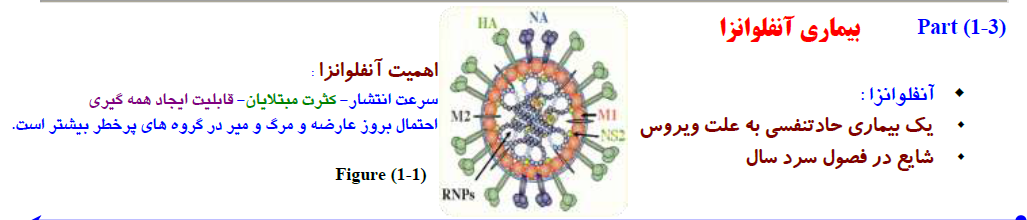 Part (1-3)
بیماری آنفلوانزا
آنفلوانزا :
یک بیماری حادتنفسی به علت ویروس
شایع در فصول سرد سال
HA
NA
M2
M1
NS2
RNPs
اهمیت آنفلوانزا :
سرعت انتشار- کثرت مبتلایان- قابلیت ایجاد همه گیری
احتمال بروز عارضه و مرگ و میر در گروه های پرخطر بیشتر است.
Figure (1-1)